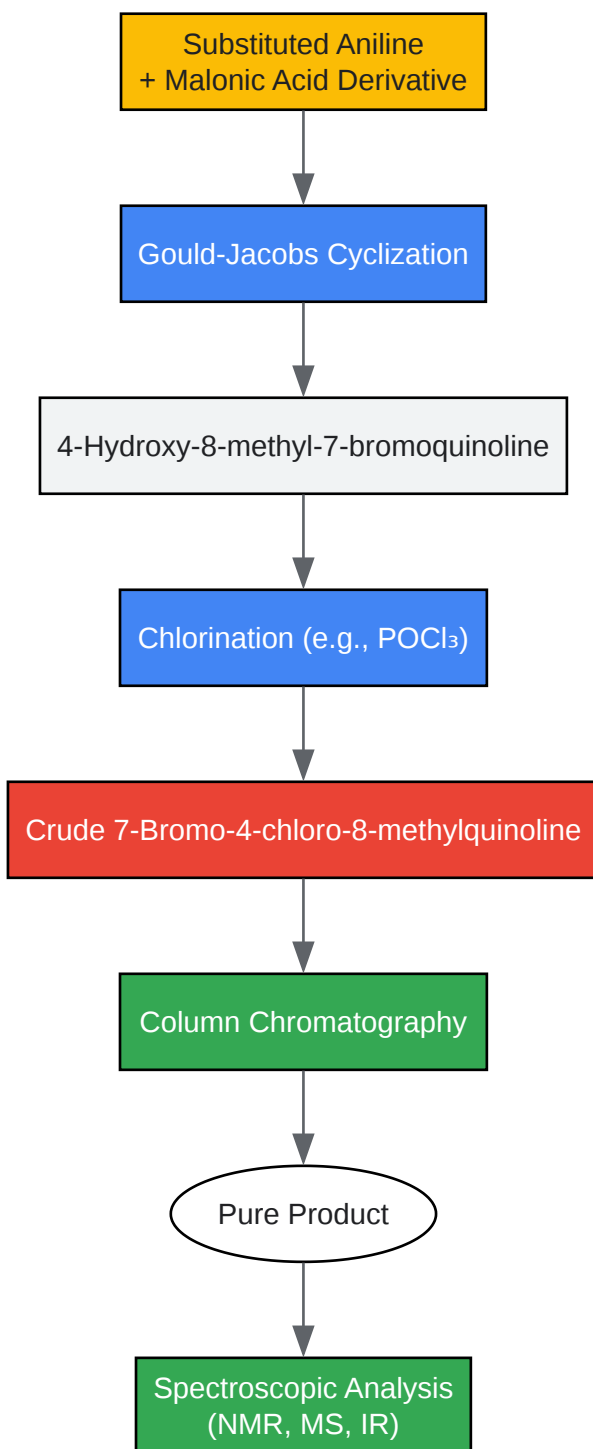 Substituted Aniline
+ Malonic Acid Derivative
Gould-Jacobs Cyclization
4-Hydroxy-8-methyl-7-bromoquinoline
Chlorination (e.g., POCl₃)
Crude 7-Bromo-4-chloro-8-methylquinoline
Column Chromatography
Pure Product
Spectroscopic Analysis
(NMR, MS, IR)